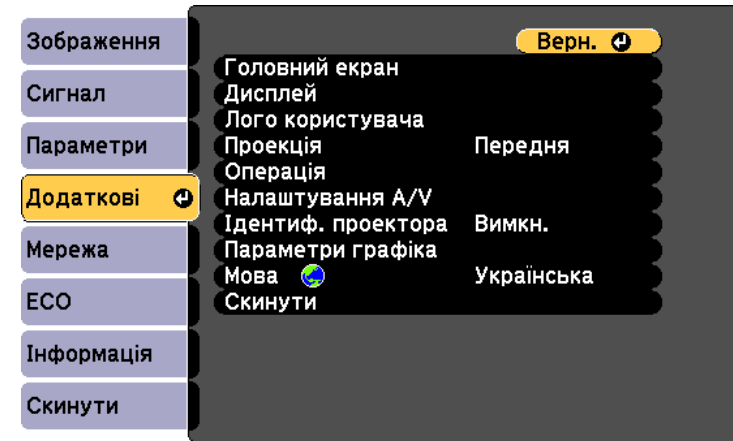 Зображення
Сигнал
Параметри
Додаткові
Мережа
ECO
Інформація
Скинути
Верн.
Головний екран
Дисплей
Лого користувача
Проекція Передня
Операція
Налаштування A/V
Ідентиф. проектора Вимкн.
Параметри графіка
Мова Українська
Скинути